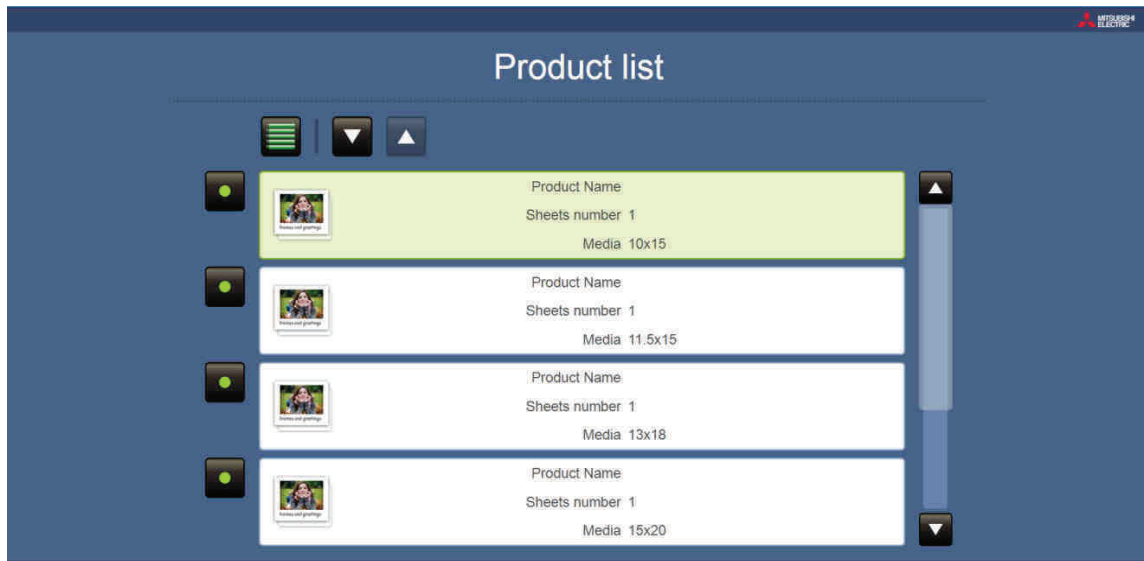 MITSUBISHI
ELECTRIC
Product list
Product Name
Sheets number 1
Media 10x15
Product Name
Sheets number 1
Media 11.5x15
Product Name
Sheets number 1
Media 13x18
Product Name
Sheets number 1
Media 15x20